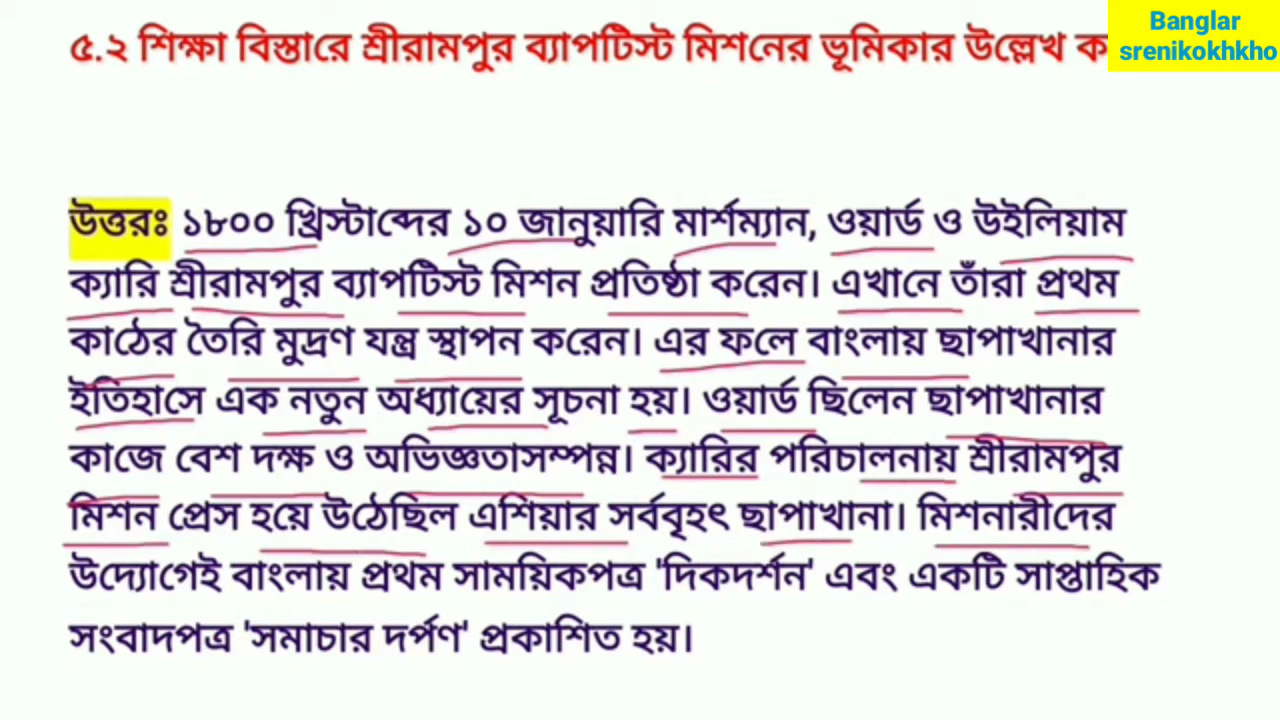 ৫.২ শিক্ষা বিস্তারে শ্রীরামপুর ব্যাপটিস্ট মিশনের ভূমিকার উল্লেখ ক
Banglar
srenikokhkho
উত্তরঃ ১৮০০ খ্রিস্টাব্দের ১০ জানুয়ারি মার্শম্যান, ওয়ার্ড ও উইলিয়াম
ক্যারি শ্রীরামপুর ব্যাপটিস্ট মিশন প্রতিষ্ঠা করেন। এখানে তাঁরা প্রথম
কাঠের তৈরি মুদ্রণ যন্ত্র স্থাপন করেন। এর ফলে বাংলায় ছাপাখানার
ইতিহাসে এক নতুন অধ্যায়ের সূচনা হয়। ওয়ার্ড ছিলেন ছাপাখানার
কাজে বেশ দক্ষ ও অভিজ্ঞতাসম্পন্ন। ক্যারির পরিচালনায় শ্রীরামপুর
মিশন প্রেস হয়ে উঠেছিল এশিয়ার সর্ববৃহৎ ছাপাখানা। মিশনারীদের
উদ্যোগেই বাংলায় প্রথম সাময়িকপত্র 'দিকদর্শন' এবং একটি সাপ্তাহিক
সংবাদপত্র 'সমাচার দর্পণ' প্রকাশিত হয়।